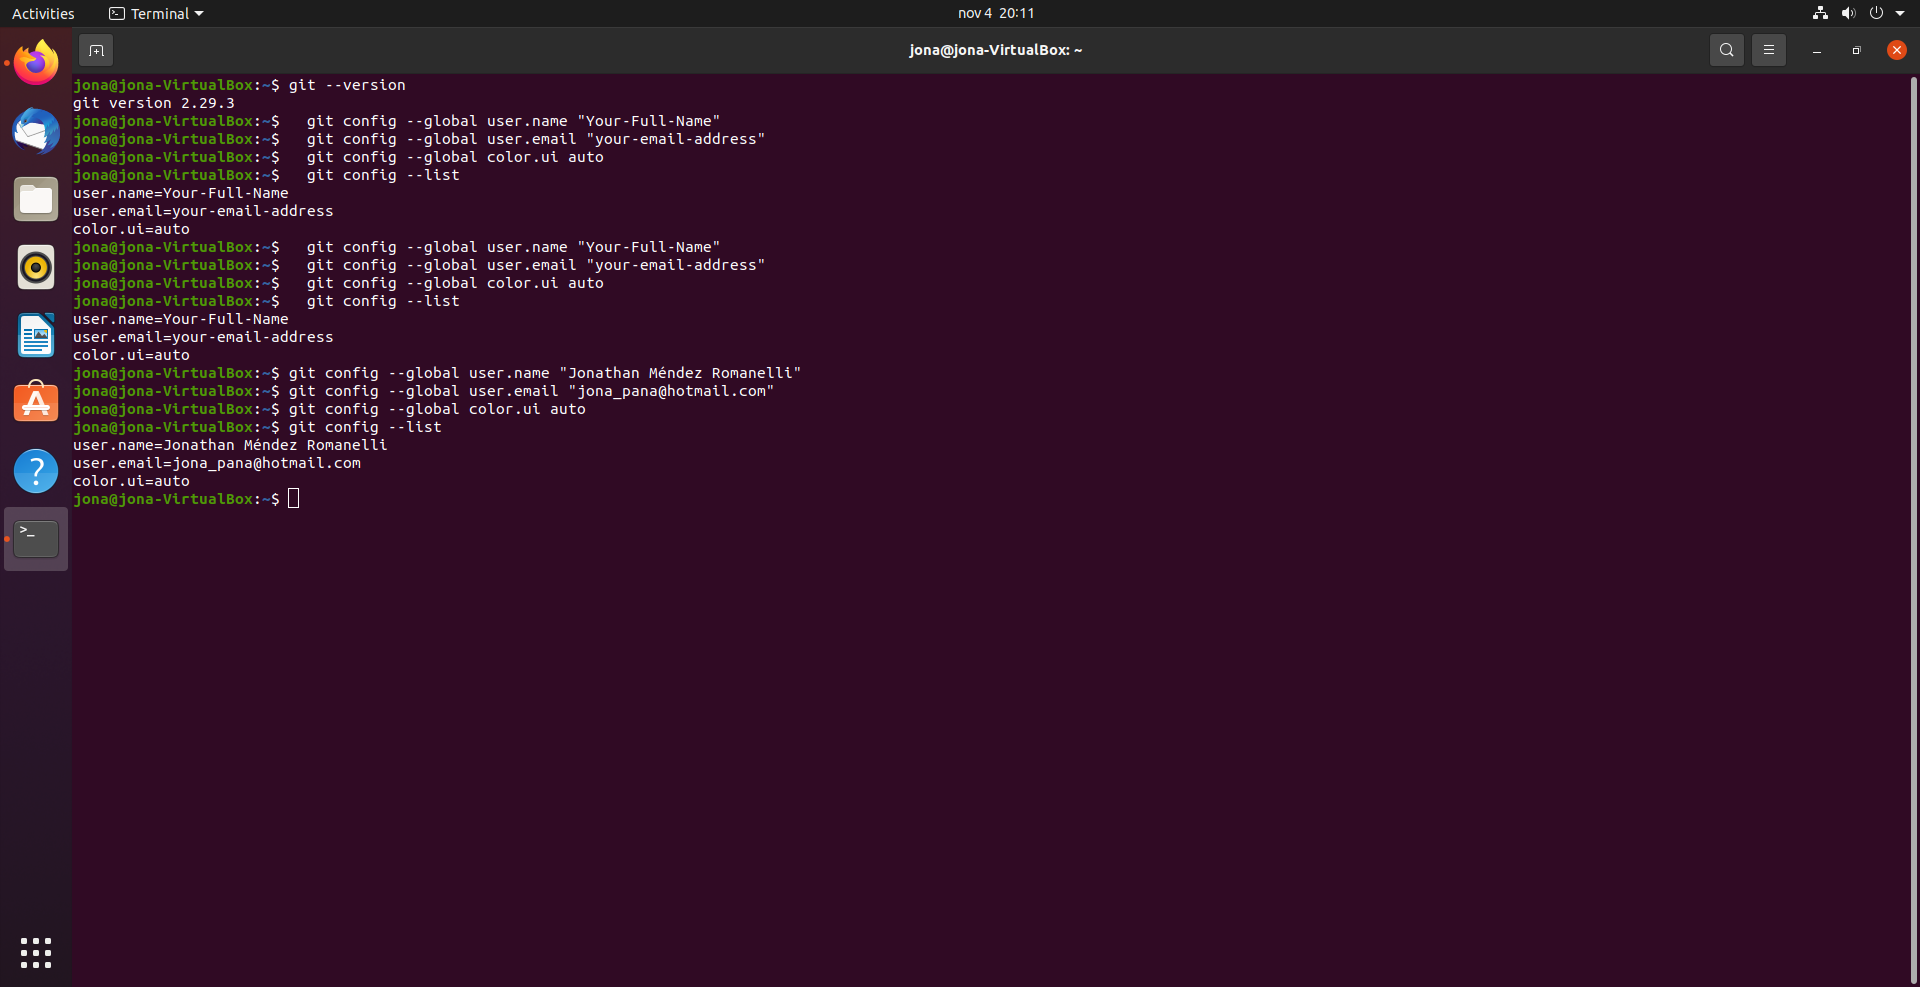 Activities Terminal nov 4 20:11
jona@jona-VirtualBox: ~
jona@jona-VirtualBox:~$ git --version
git version 2.29.3
jona@jona-VirtualBox:~$   git config --global user.name "Your-Full-Name"
jona@jona-VirtualBox:~$   git config --global user.email "your-email-address"
jona@jona-VirtualBox:~$   git config --global color.ui auto
jona@jona-VirtualBox:~$   git config --list
user.name=Your-Full-Name
user.email=your-email-address
color.ui=auto
jona@jona-VirtualBox:~$   git config --global user.name "Your-Full-Name"
jona@jona-VirtualBox:~$   git config --global user.email "your-email-address"
jona@jona-VirtualBox:~$   git config --global color.ui auto
jona@jona-VirtualBox:~$   git config --list
user.name=Your-Full-Name
user.email=your-email-address
color.ui=auto
jona@jona-VirtualBox:~$ git config --global user.name "Jonathan Méndez Romanelli"
jona@jona-VirtualBox:~$ git config --global user.email "jona_pana@hotmail.com"
jona@jona-VirtualBox:~$ git config --global color.ui auto
jona@jona-VirtualBox:~$ git config --list
user.name=Jonathan Méndez Romanelli
user.email=jona_pana@hotmail.com
color.ui=auto
jona@jona-VirtualBox:~$